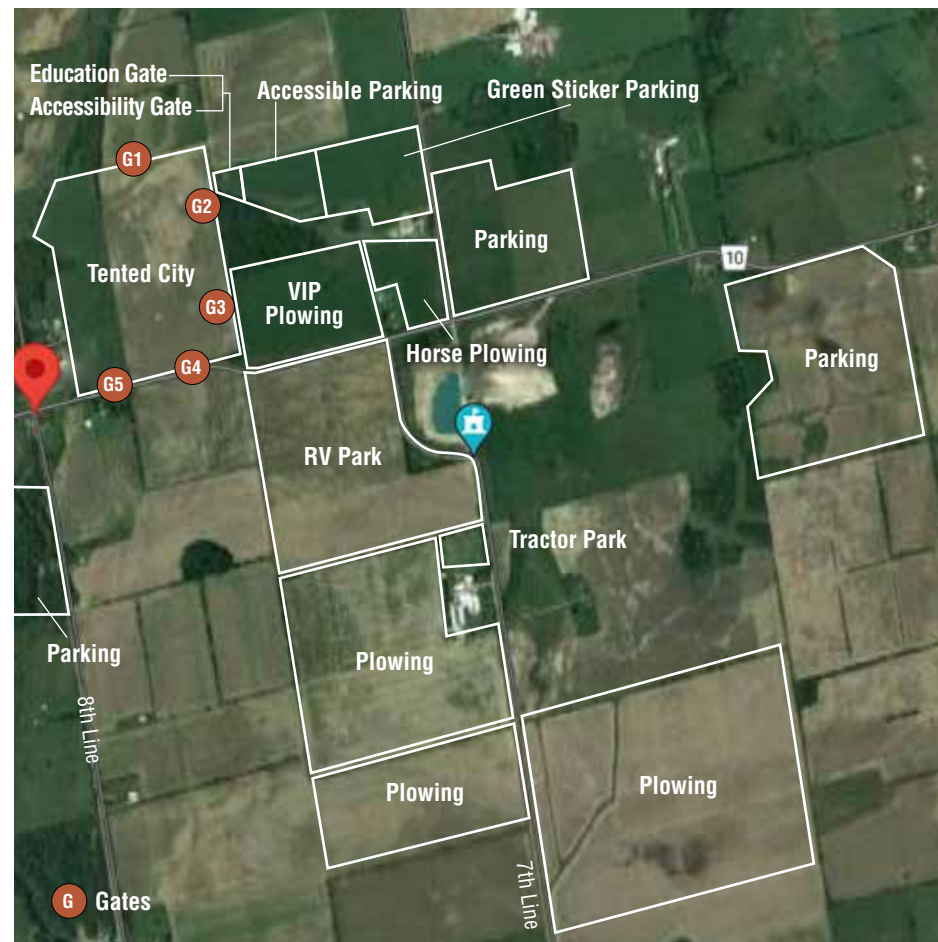 Education Gate
Accessibility Gate
Accessible Parking
Green Sticker Parking
G1
G2
Parking
10
Tented City
G3
VIP
Plowing
Horse Plowing
Parking
G4
G5
RV Park
Tractor Park
Parking
Plowing
8th Line
Plowing
Plowing
7th Line
G
Gates